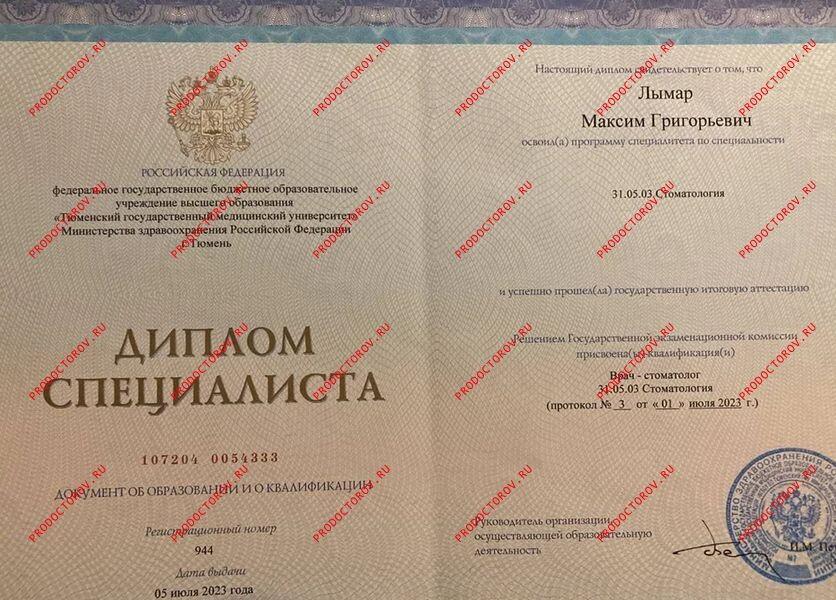 РОССИЙСКАЯ ФЕДЕРАЦИЯ
федеральное государственное бюджетное образовательное
учреждение высшего образования
«Тюменский государственный медицинский университет»
Министерства здравоохранения Российской Федерации
г.Тюмень
ДИПЛОМ
СПЕЦИАЛИСТА
107204 0054333
ДОКУМЕНТ ОБ ОБРАЗОВАНИИ И О КВАЛИФИКАЦИИ
Регистрационный номер
944
Дата выдачи
05 июля 2023 года
Настоящий диплом свидетельствует о том, что
Лымар
Максим Григорьевич
освоил(а) программу специалитета по специальности
31.05.03 Стоматология
и успешно прошел(ла) государственную итоговую аттестацию
Решением Государственной экзаменационной комиссии
присвоена(ы) квалификация(и)
Врач - стоматолог
31.05.03 Стоматология
(протокол № 3 от « 01 » июля 2023 г.)
Руководитель организации,
осуществляющей образовательную
деятельность
И.М. Пе
PRODOCTOROV.RU